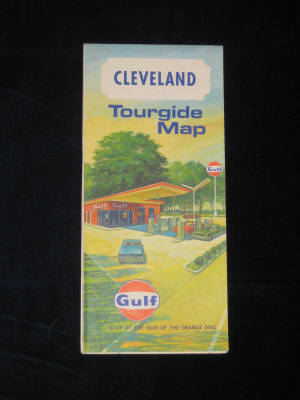 CLEVELAND
Tourgide
Map
Gulf
Gulf Gulf
Gulf
STOP AT THE SIGN OF THE ORANGE DISC